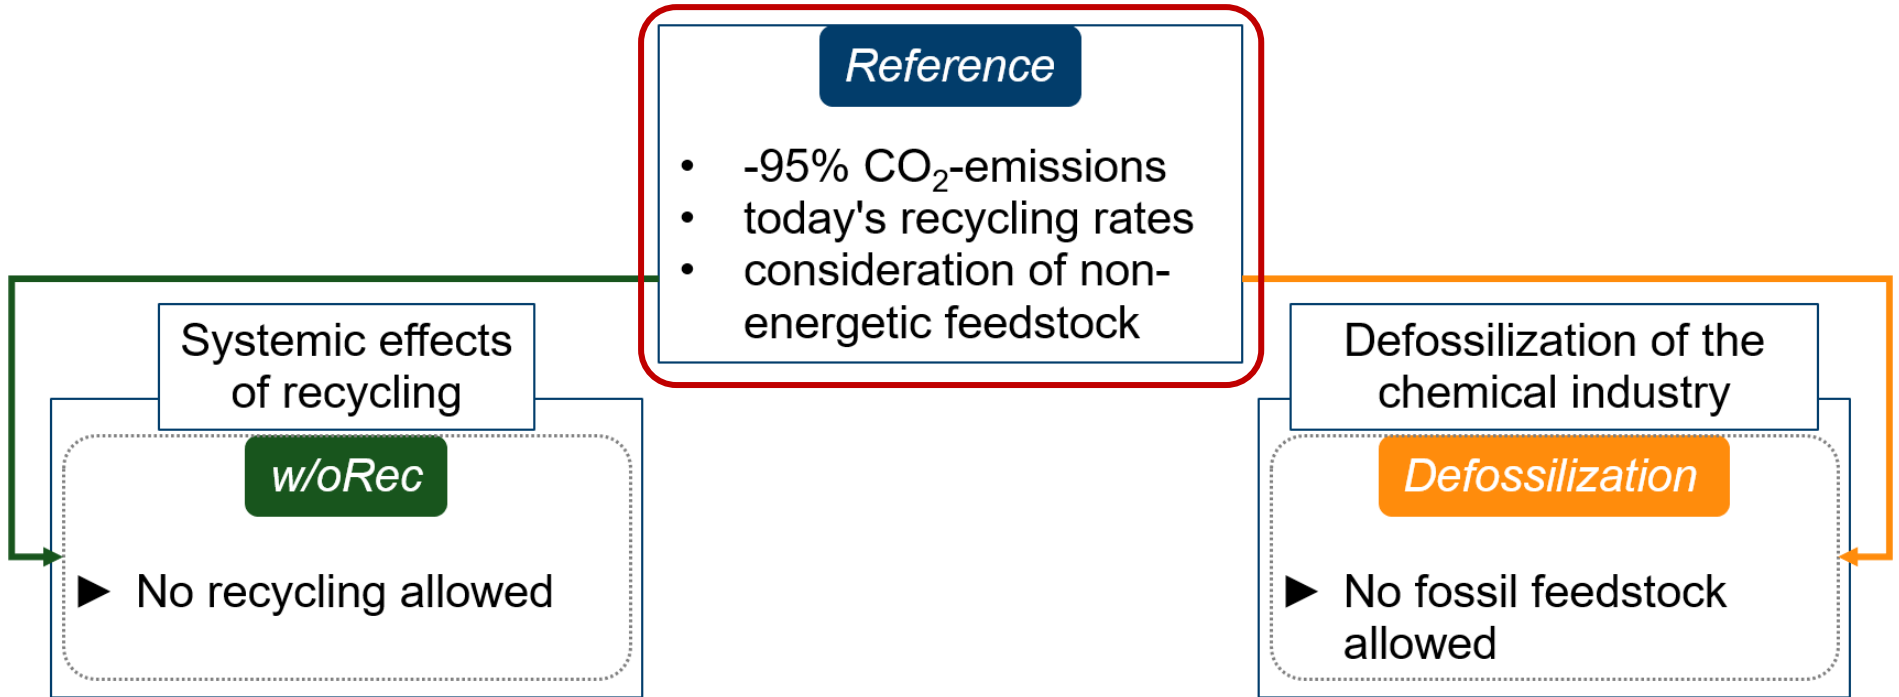 Reference
• -95% CO₂-emissions
• today's recycling rates
• consideration of non-
energetic feedstock
Systemic effects
of recycling
w/oRec
► No recycling allowed
Defossilization of the
chemical industry
Defossilization
► No fossil feedstock
allowed